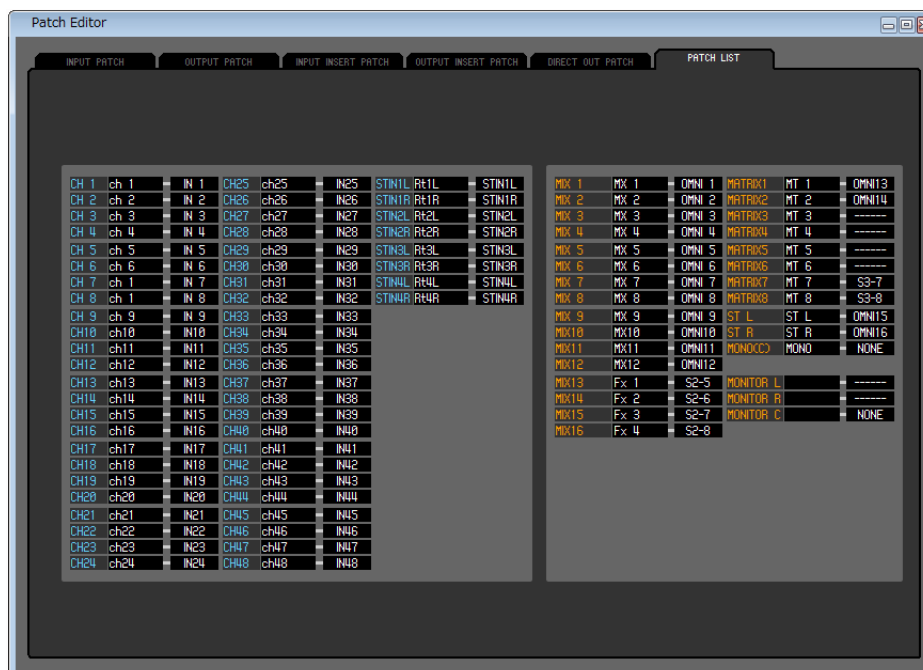 Patch Editor
INPUT PATCH OUTPUT PATCH INPUT INSERT PATCH OUTPUT INSERT PATCH DIRECT OUT PATCH PATCH LIST
CH 1 ch 1 IN 1 CH25 ch25 IN25 STIN1L Rt1L STIN1L MIX 1 MX 1 OMNI 1 MATRIX1 MT 1 OMNI13
CH 2 ch 2 IN 2 CH26 ch26 IN26 STIN1R Rt1R STIN1R MIX 2 MX 2 OMNI 2 MATRIX2 MT 2 OMNI14
CH 3 ch 3 IN 3 CH27 ch27 IN27 STIN2L Rt2L STIN2L MIX 3 MX 3 OMNI 3 MATRIX3 MT 3 ------
CH 4 ch 4 IN 4 CH28 ch28 IN28 STIN2R Rt2R STIN2R MIX 4 MX 4 OMNI 4 MATRIX4 MT 4 ------
CH 5 ch 5 IN 5 CH29 ch29 IN29 STIN3L Rt3L STIN3L MIX 5 MX 5 OMNI 5 MATRIX5 MT 5 ------
CH 6 ch 6 IN 6 CH30 ch30 IN30 STIN3R Rt3R STIN3R MIX 6 MX 6 OMNI 6 MATRIX6 MT 6 ------
CH 7 ch 1 IN 7 CH31 ch31 IN31 STIN4L Rt4L STIN4L MIX 7 MX 7 OMNI 7 MATRIX7 MT 7 S3-7
CH 8 ch 1 IN 8 CH32 ch32 IN32 STIN4R Rt4R STIN4R MIX 8 MX 8 OMNI 8 MATRIX8 MT 8 S3-8
CH 9 ch 9 IN 9 CH33 ch33 IN33 MIX 9 MX 9 OMNI 9 ST L ST L OMNI15
CH10 ch10 IN10 CH34 ch34 IN34 MIX10 MX10 OMNI10 ST R ST R OMNI16
CH11 ch11 IN11 CH35 ch35 IN35 MIX11 MX11 OMNI11 MONO(C) MONO NONE
CH12 ch12 IN12 CH36 ch36 IN36 MIX12 MX12 OMNI12
CH13 ch13 IN13 CH37 ch37 IN37 MIX13 Fx 1 S2-5 MONITOR L ------
CH14 ch14 IN14 CH38 ch38 IN38 MIX14 Fx 2 S2-6 MONITOR R ------
CH15 ch15 IN15 CH39 ch39 IN39 MIX15 Fx 3 S2-7 MONITOR C NONE
CH16 ch16 IN16 CH40 ch40 IN40 MIX16 Fx 4 S2-8
CH17 ch17 IN17 CH41 ch41 IN41
CH18 ch18 IN18 CH42 ch42 IN42
CH19 ch19 IN19 CH43 ch43 IN43
CH20 ch20 IN20 CH44 ch44 IN44
CH21 ch21 IN21 CH45 ch45 IN45
CH22 ch22 IN22 CH46 ch46 IN46
CH23 ch23 IN23 CH47 ch47 IN47
CH24 ch24 IN24 CH48 ch48 IN48